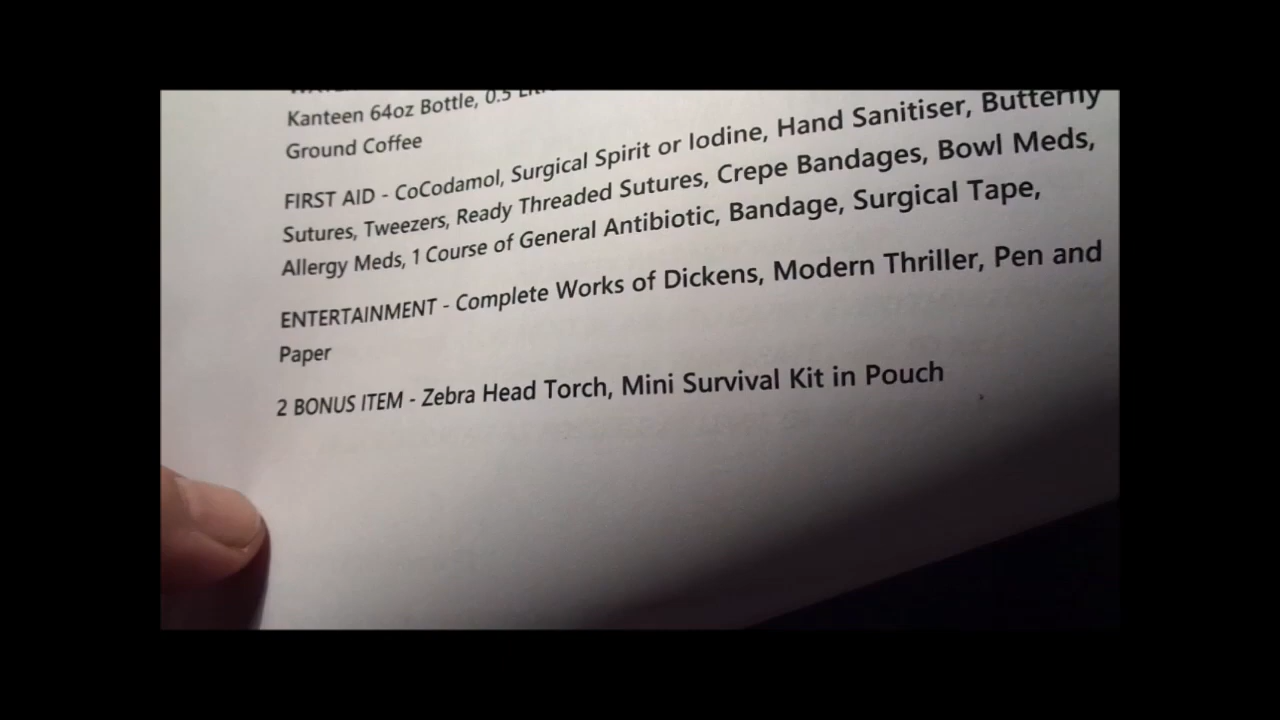 Kanteen 64oz Bottle, 0.5
Ground Coffee
FIRST AID - CoCodamol, Surgical Spirit or Iodine, Hand Sanitiser, Butterfly
Sutures, Tweezers, Ready Threaded Sutures, Crepe Bandages, Bowl Meds,
Allergy Meds, 1 Course of General Antibiotic, Bandage, Surgical Tape,
ENTERTAINMENT - Complete Works of Dickens, Modern Thriller, Pen and
Paper
2 BONUS ITEM - Zebra Head Torch, Mini Survival Kit in Pouch